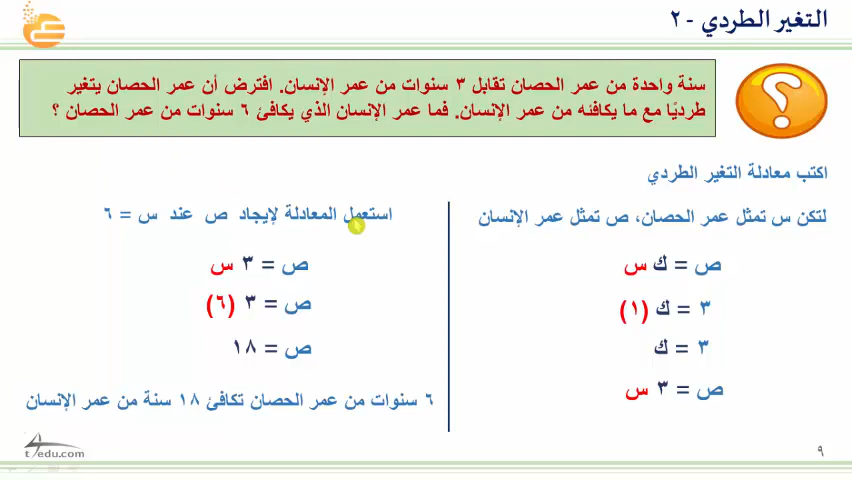 التغير الطردي - ٢
سنة واحدة من عمر الحصان تقابل ٣ سنوات من عمر الإنسان. افترض أن عمر الحصان يتغير
طرديًا مع ما يكافئه من عمر الإنسان. فما عمر الإنسان الذي يكافئ ٦ سنوات من عمر الحصان ؟
اكتب معادلة التغير الطردي
لتكن س تمثل عمر الحصان، ص تمثل عمر الإنسان
ص = ك س
٣ = ك (١)
٣ = ك
ص = ٣ س
استعمل المعادلة لإيجاد ص عند س = ٦
ص = ٣ س
ص = ٣ (٦)
ص = ١٨
٦ سنوات من عمر الحصان تكافئ ١٨ سنة من عمر الإنسان
t4edu.com
٩